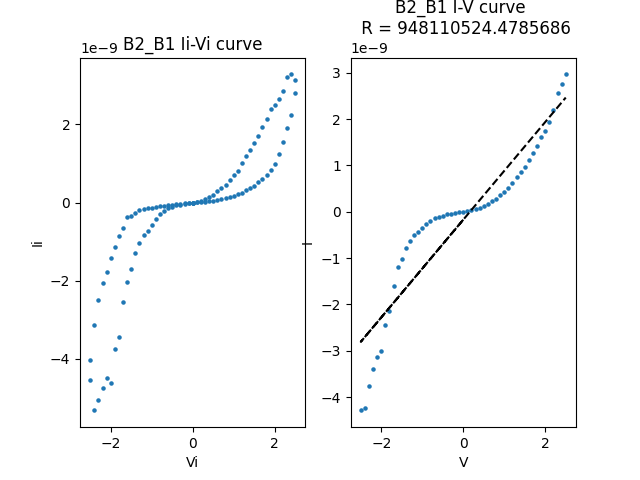 B2_B1 Ii-Vi curve
1e−9
Ii
2
0
−2
−4
−2
0
2
Vi
B2_B1 I-V curve
R = 948110524.4785686
1e−9
I
3
2
1
0
−1
−2
−3
−4
−2
0
2
V